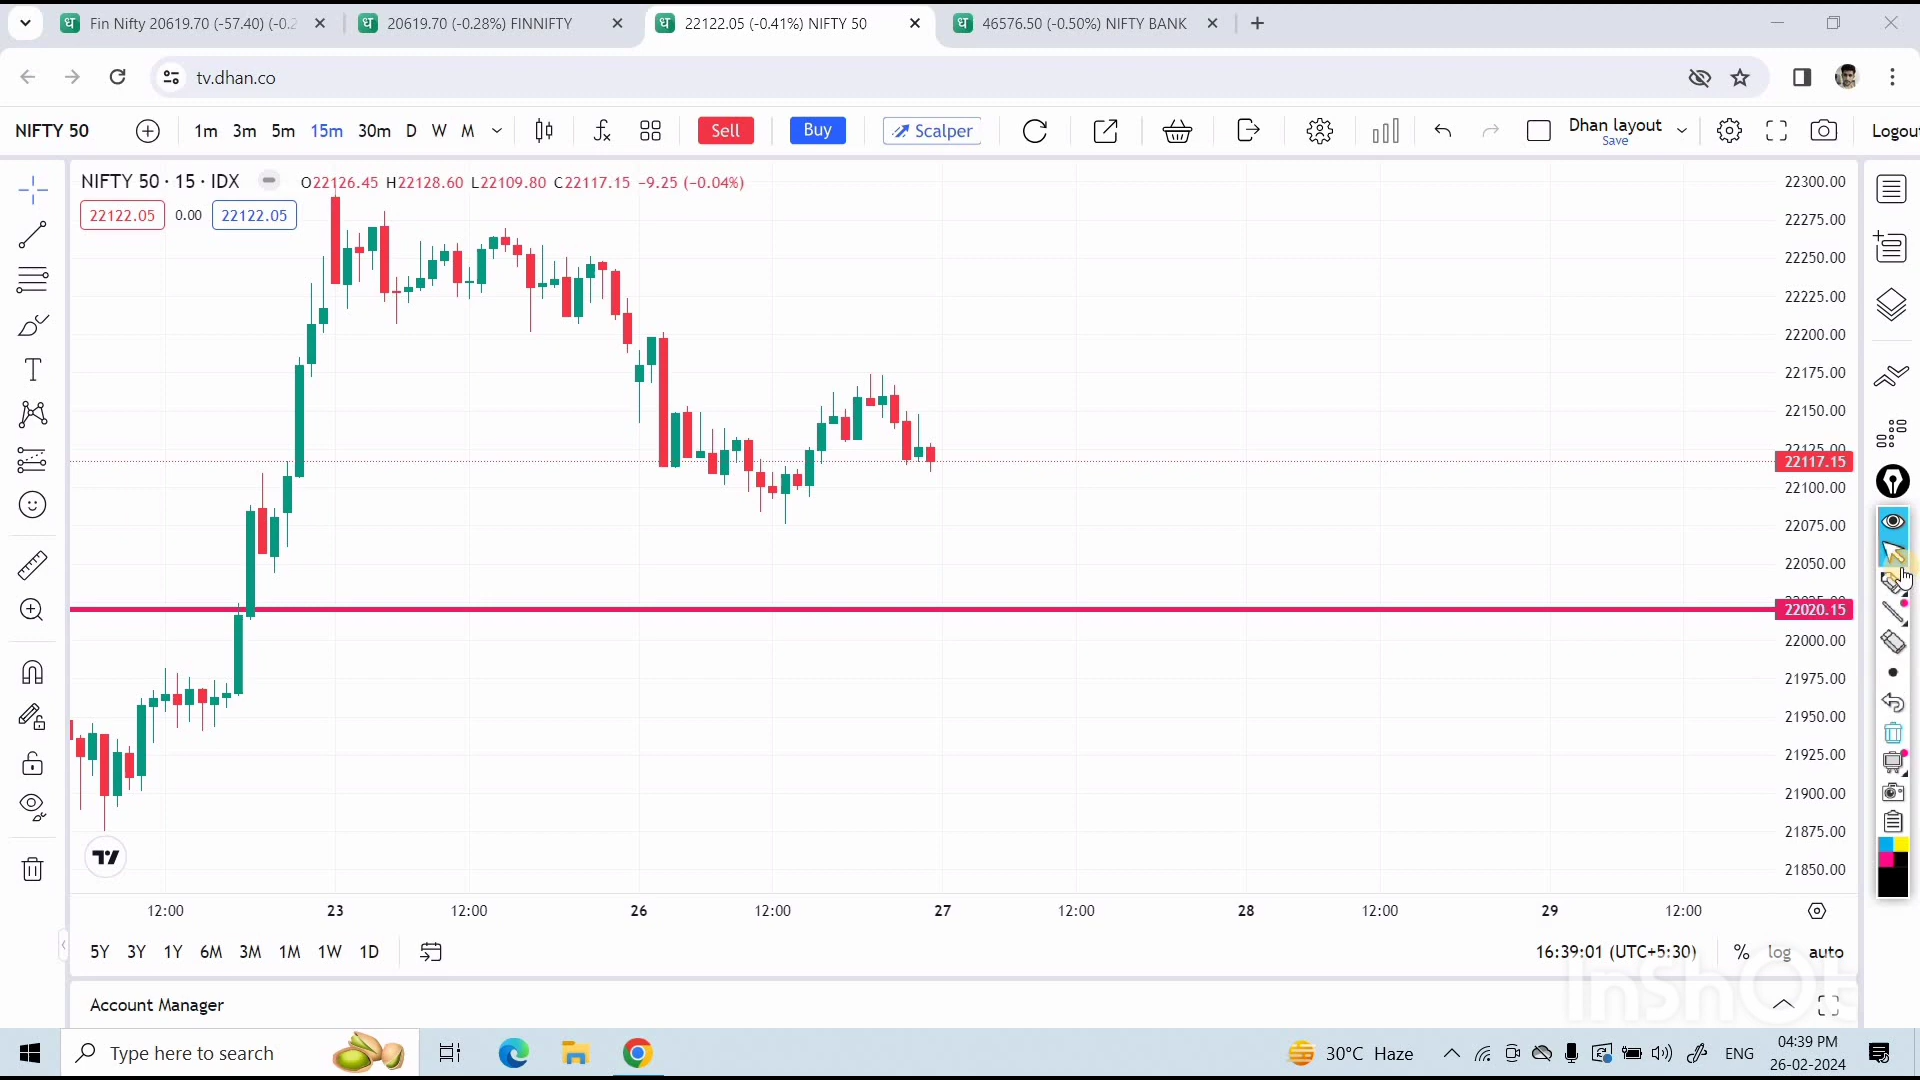 Fin Nifty 20619.70 (-57.40) (-0.2
20619.70 (-0.28%) FINNIFTY
22122.05 (-0.41%) NIFTY 50
46576.50 (-0.50%) NIFTY BANK
tv.dhan.co
NIFTY 50
1m 3m 5m 15m 30m D W M
Sell
Buy
Scalper
Dhan layout
Save
Logou
NIFTY 50 · 15 · IDX
O22126.45 H22128.60 L22109.80 C22117.15 −9.25 (−0.04%)
22122.05 0.00 22122.05
22300.00
22275.00
22250.00
22225.00
22200.00
22175.00
22150.00
22125.00
22117.15
22100.00
22075.00
22050.00
22020.15
22000.00
21975.00
21950.00
21925.00
21900.00
21875.00
21850.00
12:00 23 12:00 26 12:00 27 12:00 28 12:00 29 12:00
5Y 3Y 1Y 6M 3M 1M 1W 1D
16:39:01 (UTC+5:30) % log auto
InShot
Account Manager
Type here to search
30°C Haze
ENG
04:39 PM
26-02-2024